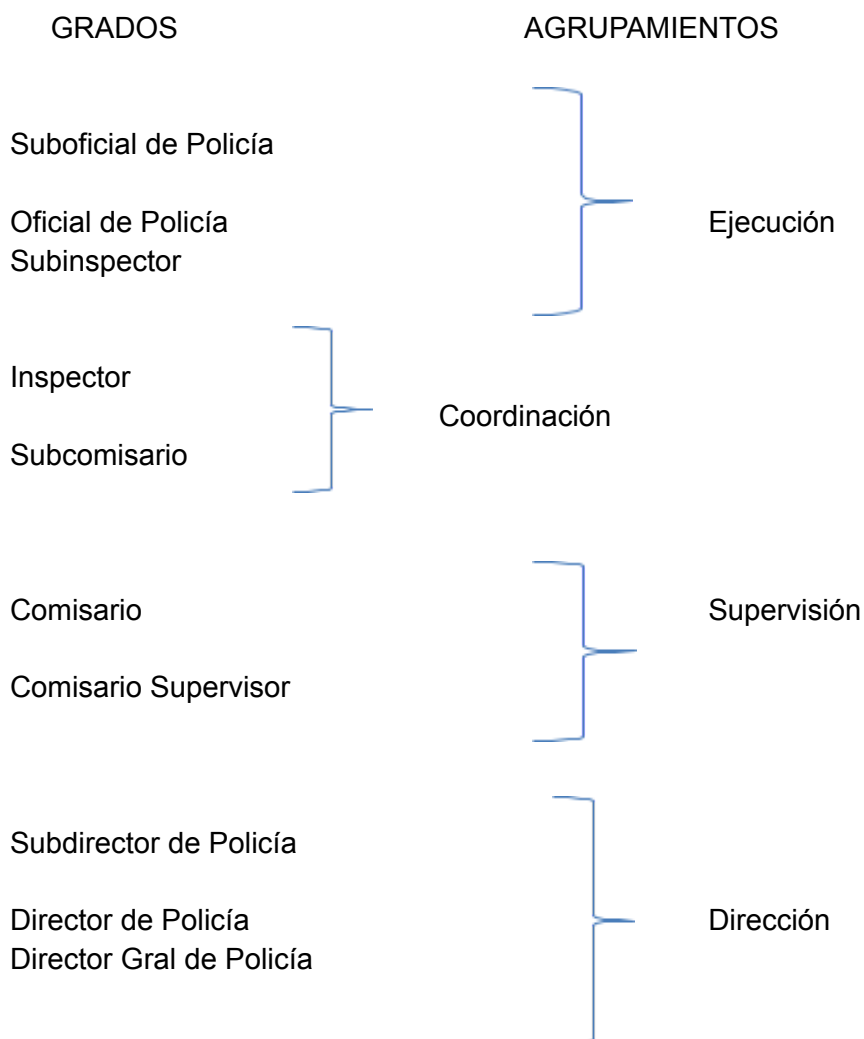 GRADOS AGRUPAMIENTOS
Suboficial de Policía
Oficial de Policía Ejecución
Subinspector
Inspector
Coordinación
Subcomisario
Comisario Supervisión
Comisario Supervisor
Subdirector de Policía
Director de Policía Dirección
Director Gral de Policía